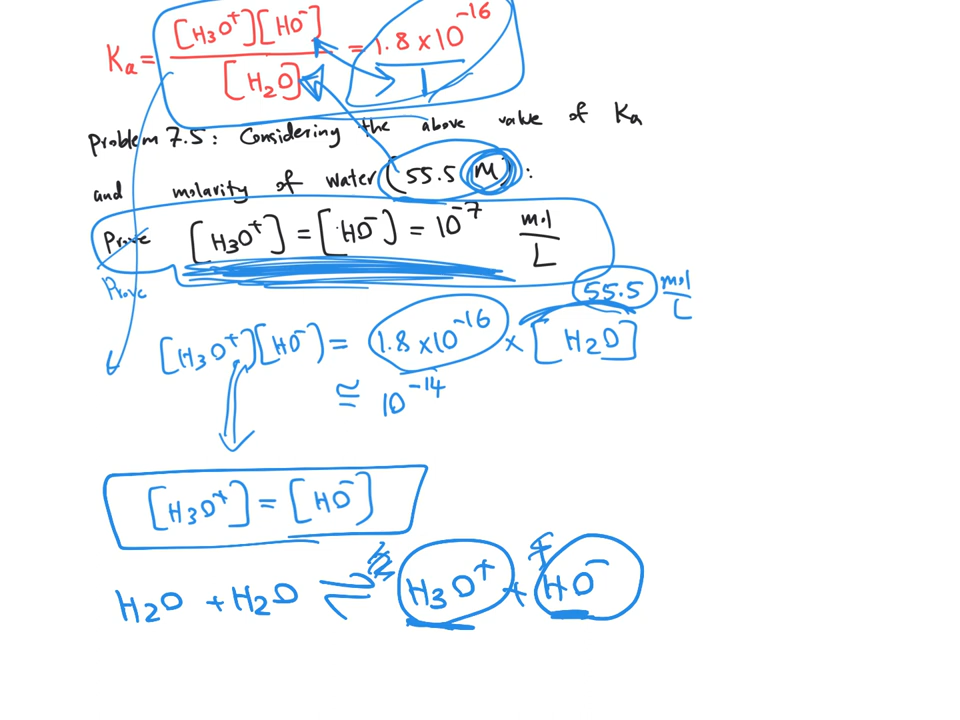 Ka = [H3O+][HO-] / [H2O] = 1.8 x 10^-16 / 1
Problem 7.5: Considering the above value of Ka
and molarity of water (55.5 M):
Prove [H3O+] = [HO-] = 10^-7 mol/L
Prove
55.5 mol/L
[H3O+][HO-] = 1.8 x 10^-16 x [H2O]
≅ 10^-14
[H3O+] = [HO-]
H2O + H2O ⇌ H3O+ + HO-